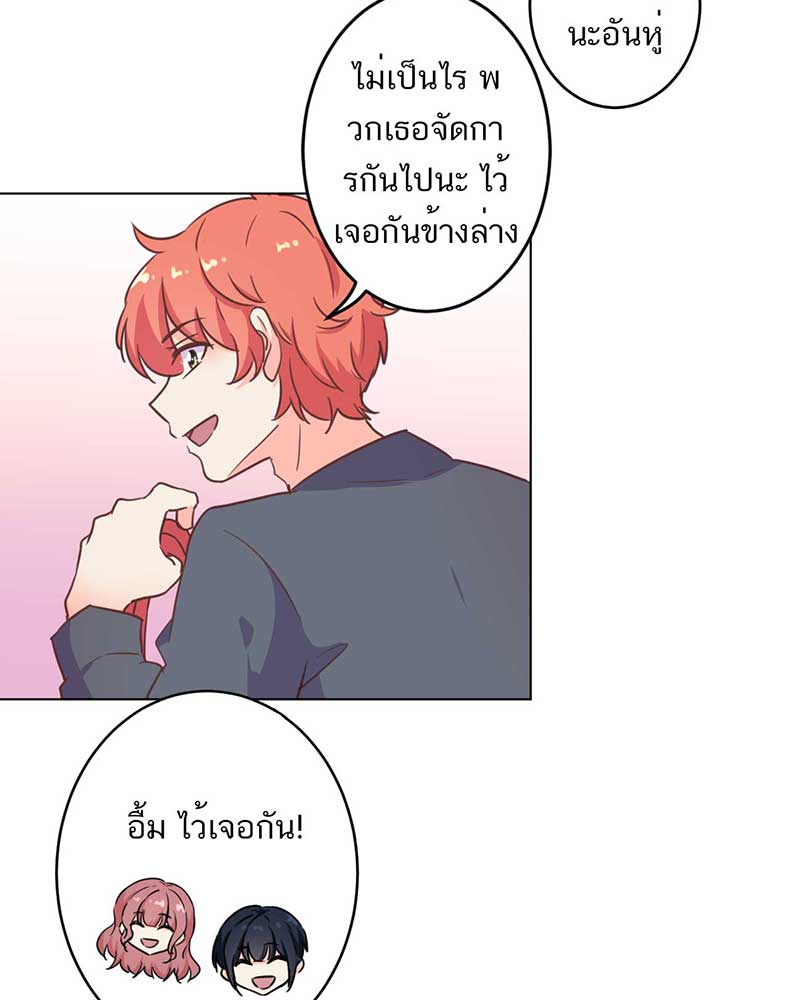 นะอันหู่
ไม่เป็นไร พ
วกเธอจัดกา
รกันไปนะ ไว้
เจอกันข้างล่าง
อื้ม ไว้เจอกัน!